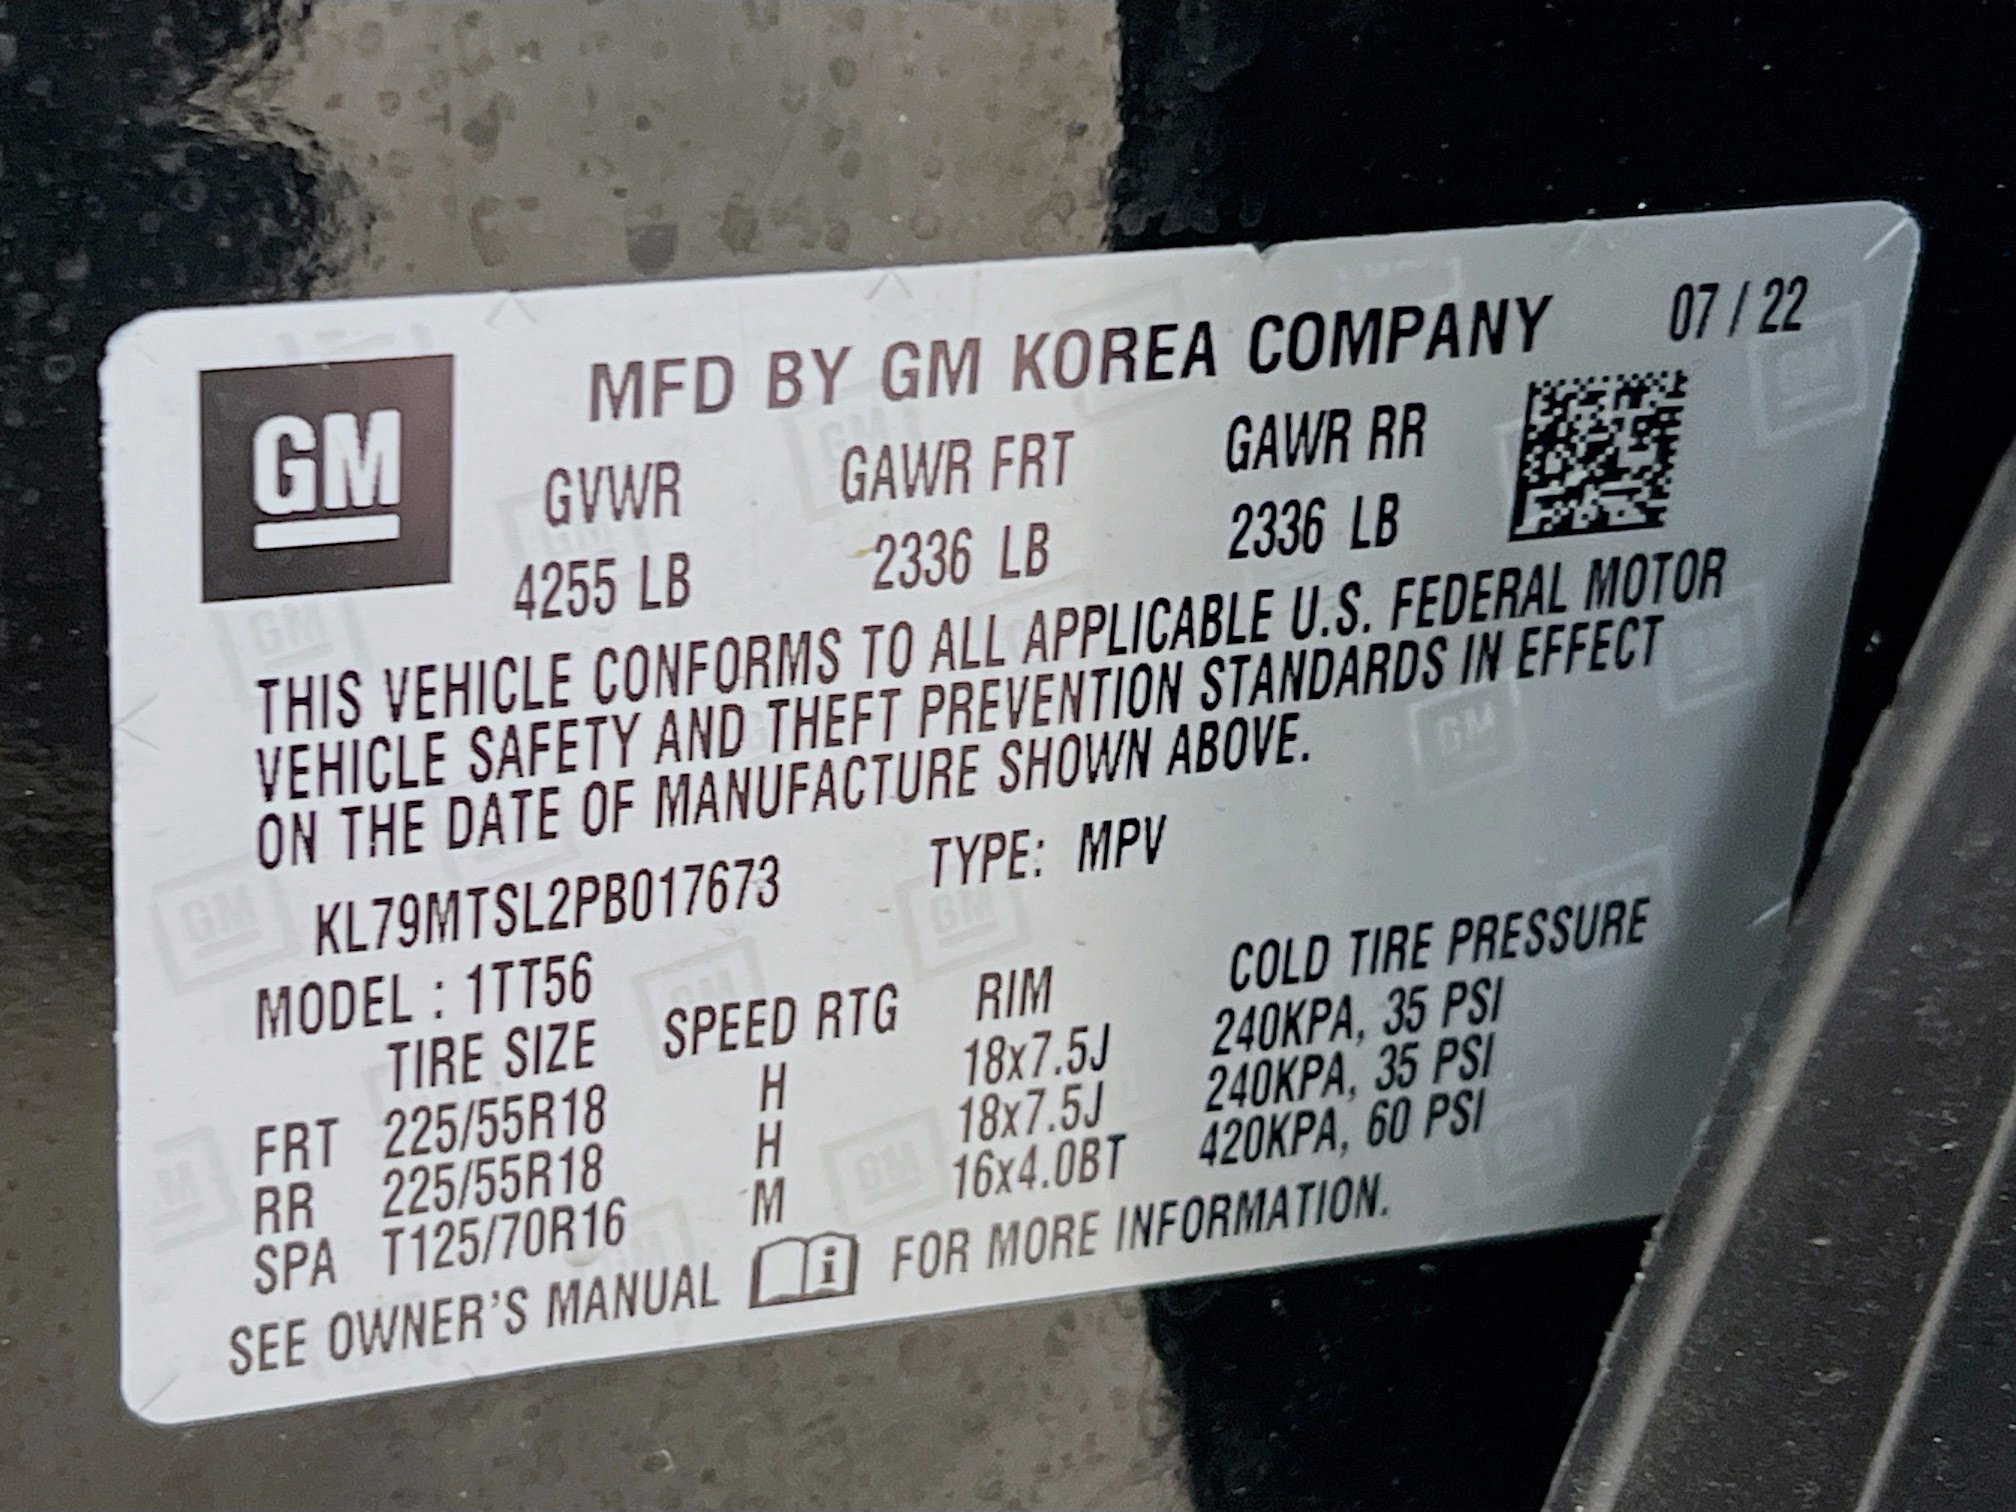 MFD BY GM KOREA COMPANY 07 / 22
GM
GVWR GAWR FRT GAWR RR
4255 LB 2336 LB 2336 LB
THIS VEHICLE CONFORMS TO ALL APPLICABLE U.S. FEDERAL MOTOR
VEHICLE SAFETY AND THEFT PREVENTION STANDARDS IN EFFECT
ON THE DATE OF MANUFACTURE SHOWN ABOVE.
KL79MTSL2PB017673 TYPE: MPV
MODEL : 1TT56
TIRE SIZE SPEED RTG RIM COLD TIRE PRESSURE
FRT 225/55R18 H 18x7.5J 240KPA, 35 PSI
RR 225/55R18 H 18x7.5J 240KPA, 35 PSI
SPA T125/70R16 M 16x4.0BT 420KPA, 60 PSI
SEE OWNER'S MANUAL i FOR MORE INFORMATION.